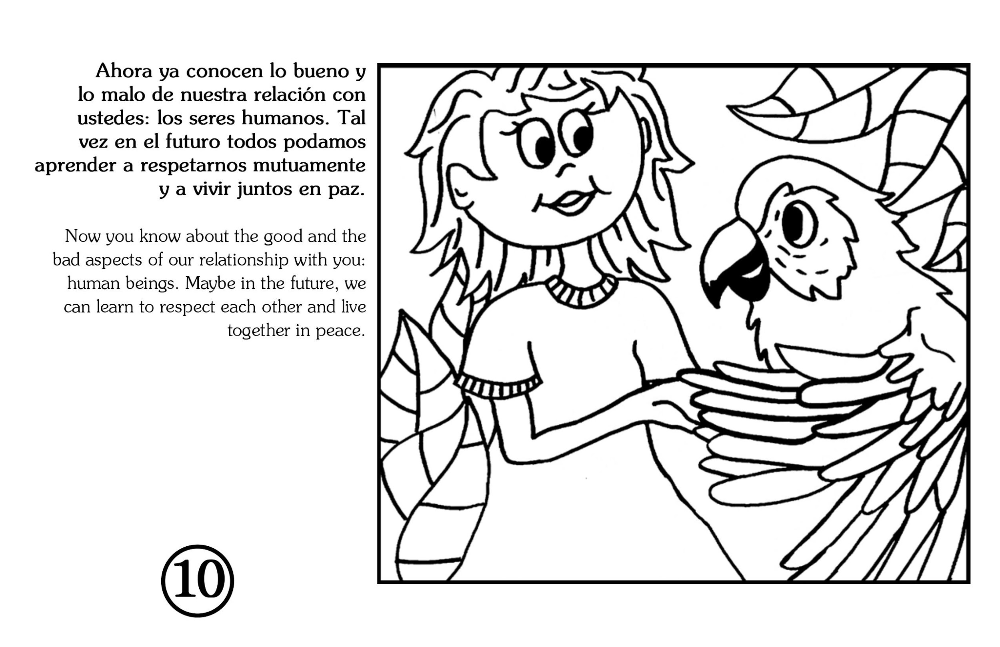 Ahora ya conocen lo bueno y
lo malo de nuestra relación con
ustedes: los seres humanos. Tal
vez en el futuro todos podamos
aprender a respetarnos mutuamente
y a vivir juntos en paz.
Now you know about the good and the
bad aspects of our relationship with you:
human beings. Maybe in the future, we
can learn to respect each other and live
together in peace.
10